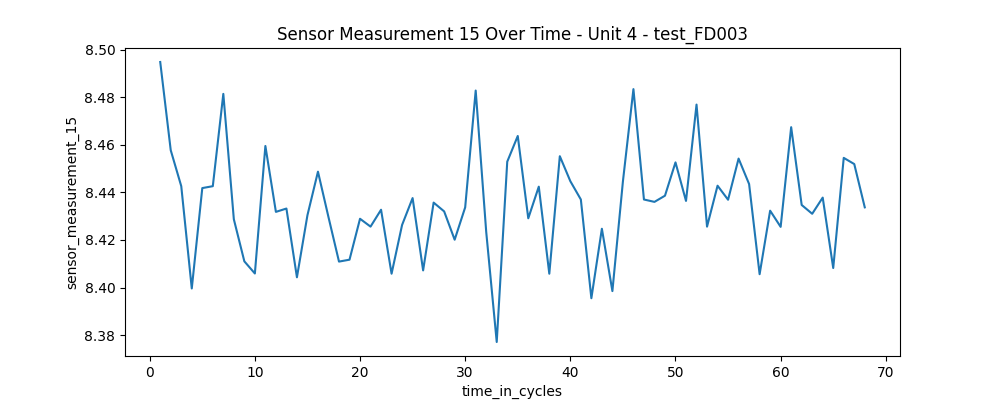 Sensor Measurement 15 Over Time - Unit 4 - test_FD003
sensor_measurement_15
8.50
8.48
8.46
8.44
8.42
8.40
8.38
0 10 20 30 40 50 60 70
time_in_cycles